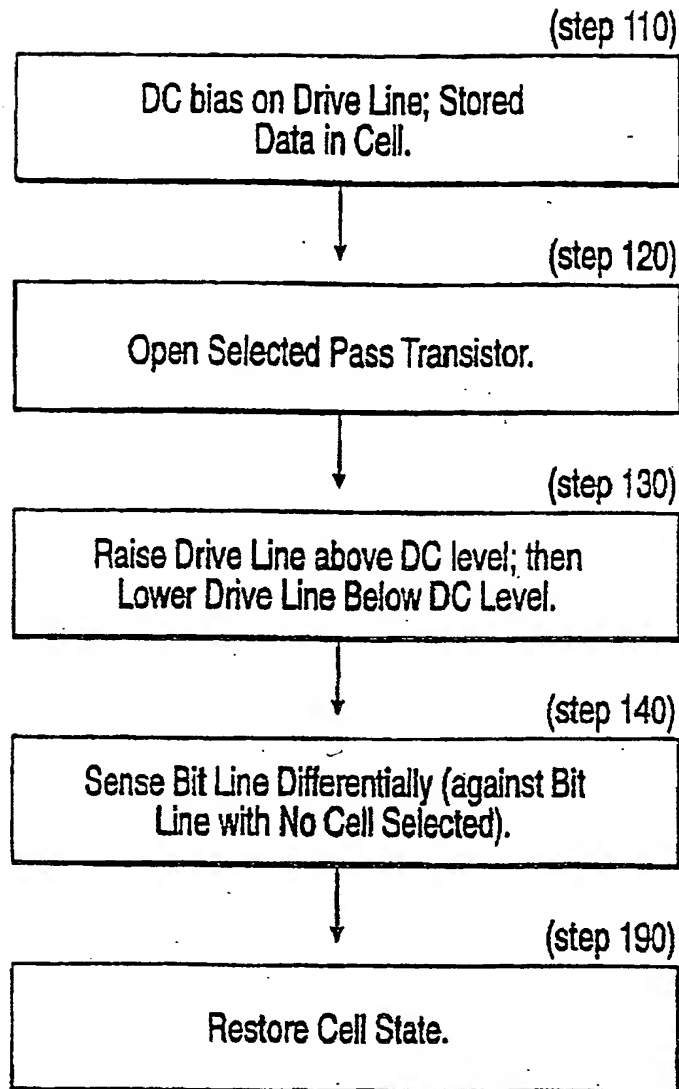 (step 110)
DC bias on Drive Line; Stored
Data in Cell.
(step 120)
Open Selected Pass Transistor.
(step 130)
Raise Drive Line above DC level; then
Lower Drive Line Below DC Level.
(step 140)
Sense Bit Line Differentially (against Bit
Line with No Cell Selected).
(step 190)
Restore Cell State.